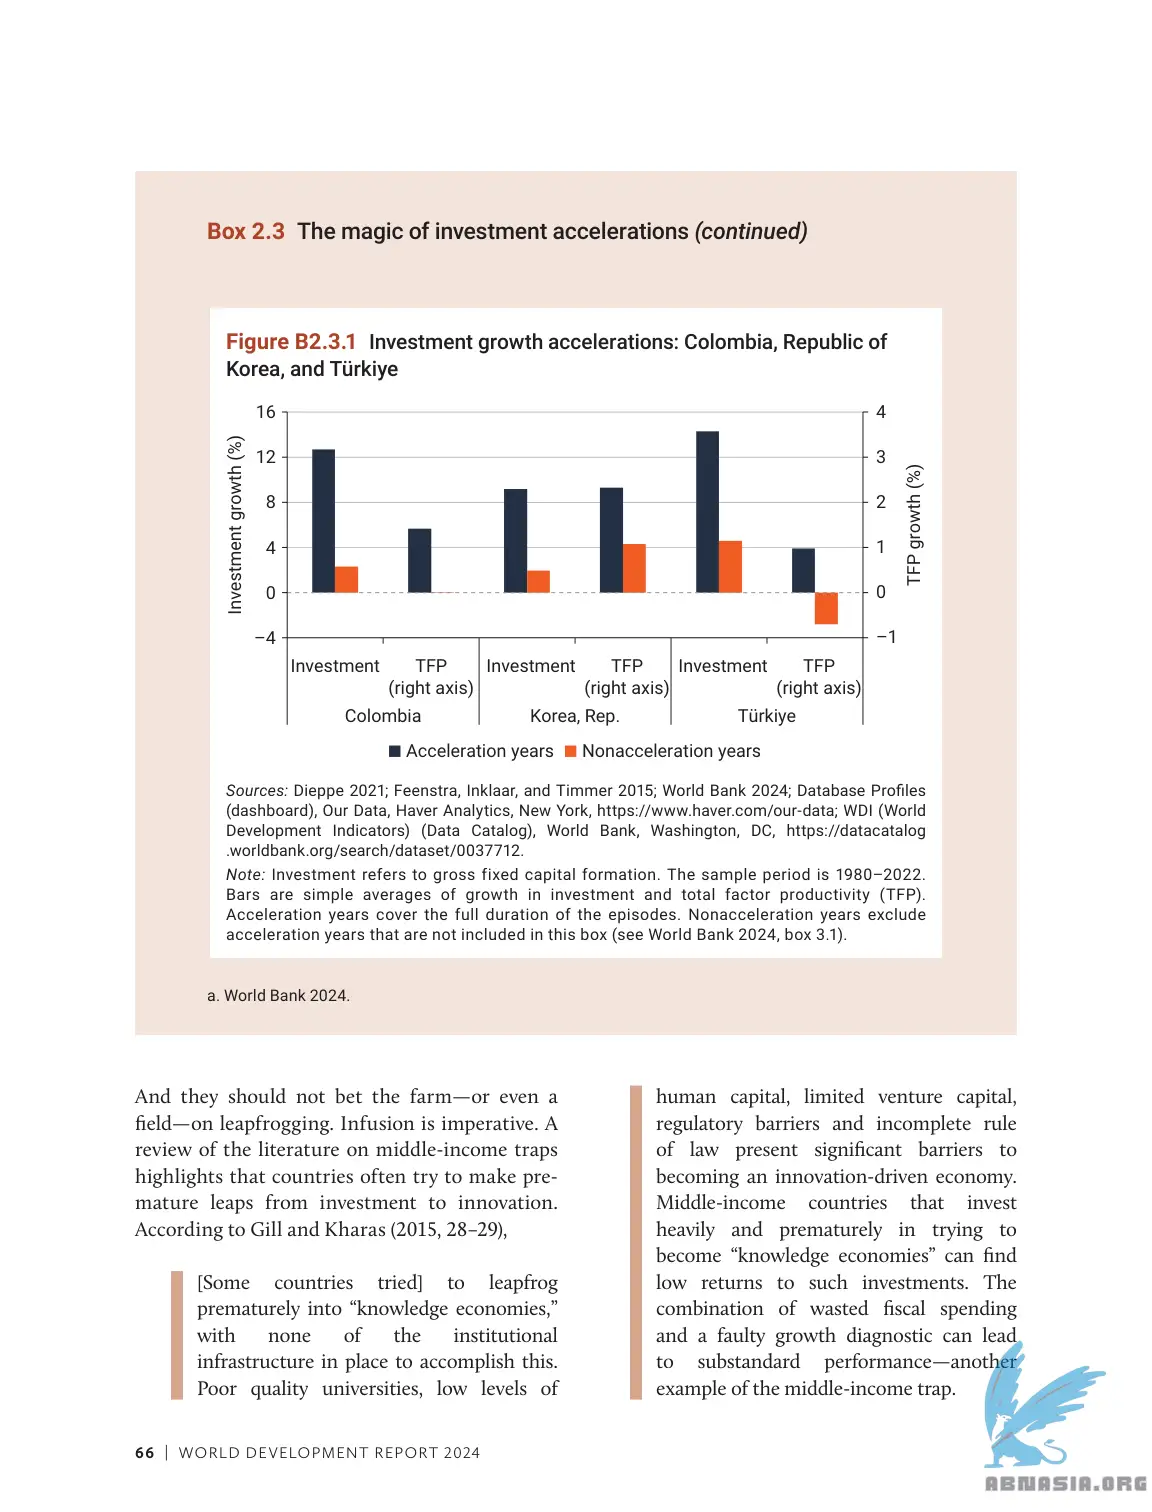 Box 2.3 The magic of investment accelerations (continued)
Figure B2.3.1 Investment growth accelerations: Colombia, Republic of
Korea, and Türkiye
Investment growth (%)
16
12
8
4
0
–4
4
3
2
1
0
–1
TFP growth (%)
Investment TFP Investment TFP Investment TFP
(right axis) (right axis) (right axis)
Colombia Korea, Rep. Türkiye
Acceleration years Nonacceleration years
Sources: Dieppe 2021; Feenstra, Inklaar, and Timmer 2015; World Bank 2024; Database Profiles
(dashboard), Our Data, Haver Analytics, New York, https://www.haver.com/our-data; WDI (World
Development Indicators) (Data Catalog), World Bank, Washington, DC, https://datacatalog
.worldbank.org/search/dataset/0037712.
Note: Investment refers to gross fixed capital formation. The sample period is 1980–2022.
Bars are simple averages of growth in investment and total factor productivity (TFP).
Acceleration years cover the full duration of the episodes. Nonacceleration years exclude
acceleration years that are not included in this box (see World Bank 2024, box 3.1).
a. World Bank 2024.
And they should not bet the farm—or even a
field—on leapfrogging. Infusion is imperative. A
review of the literature on middle-income traps
highlights that countries often try to make pre-
mature leaps from investment to innovation.
According to Gill and Kharas (2015, 28–29),
[Some countries tried] to leapfrog
prematurely into “knowledge economies,”
with none of the institutional
infrastructure in place to accomplish this.
Poor quality universities, low levels of
human capital, limited venture capital,
regulatory barriers and incomplete rule
of law present significant barriers to
becoming an innovation-driven economy.
Middle-income countries that invest
heavily and prematurely in trying to
become “knowledge economies” can find
low returns to such investments. The
combination of wasted fiscal spending
and a faulty growth diagnostic can lead
to substandard performance—another
example of the middle-income trap.
66 | WORLD DEVELOPMENT REPORT 2024
ABNASIA.ORG